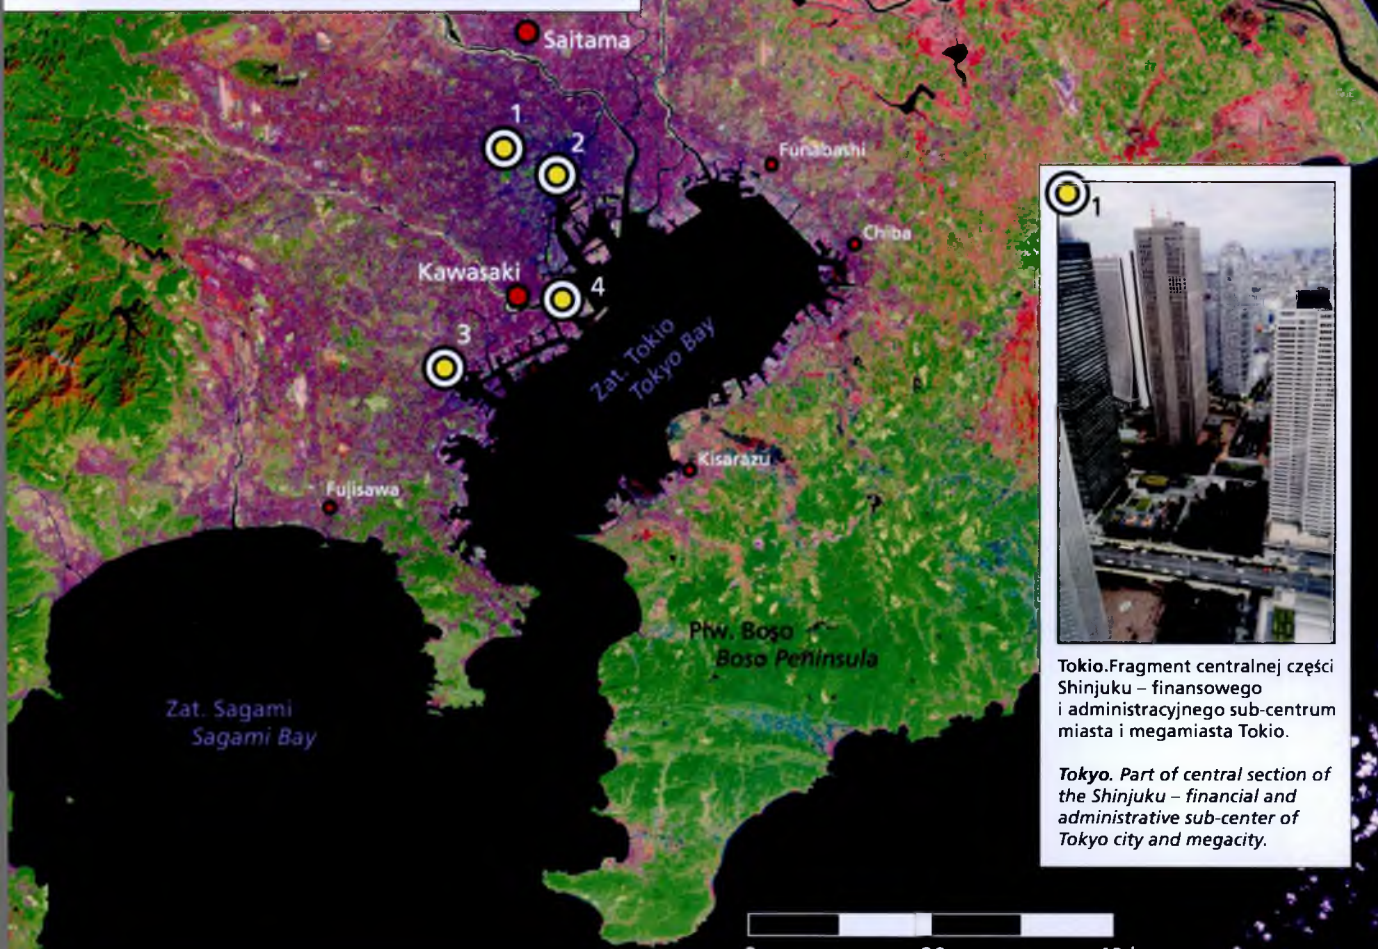 Saitama
1
2
Funabashi
1
Chiba
Kawasaki
4
3
Zat. Tokio
Tokyo Bay
Kisarazu
Fujisawa
Płw. Boso
Boso Peninsula
Zat. Sagami
Sagami Bay
Tokio.Fragment centralnej części
Shinjuku – finansowego
i administracyjnego sub-centrum
miasta i megamiasta Tokio.
Tokyo. Part of central section of
the Shinjuku – financial and
administrative sub-center of
Tokyo city and megacity.